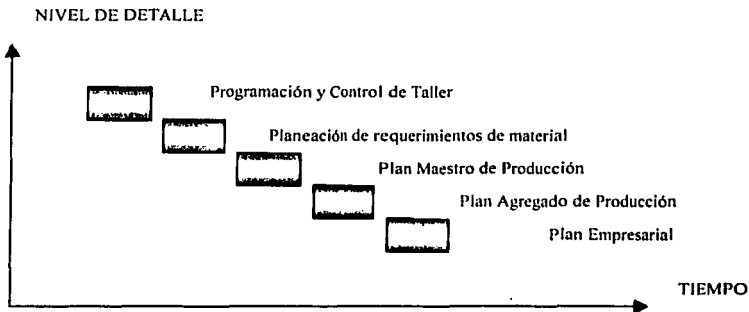 NIVEL DE DETALLE
Programación y Control de Taller
Planeación de requerimientos de material
Plan Maestro de Producción
Plan Agregado de Producción
Plan Empresarial
TIEMPO